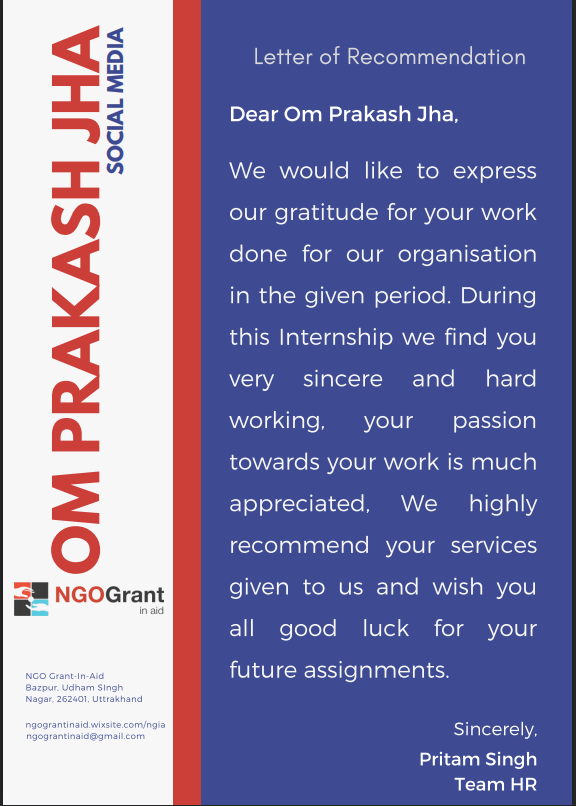 OM PRAKASH JHA
SOCIAL MEDIA
NGOGrant
in aid
NGO Grant-In-Aid
Bazpur, Udham SIngh
Nagar, 262401, Uttrakhand
ngograntinaid.wixsite.com/ngia
ngograntinaid@gmail.com
Letter of Recommendation
Dear Om Prakash Jha,
We would like to express
our gratitude for your work
done for our organisation
in the given period. During
this Internship we find you
very sincere and hard
working, your passion
towards your work is much
appreciated, We highly
recommend your services
given to us and wish you
all good luck for your
future assignments.
Sincerely,
Pritam Singh
Team HR